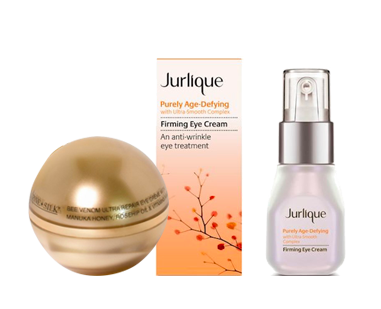 BEE VENOM ULTRA REPAIR EYE
MANUKA HONEY, ROSEHIP E &
Jurlique
Purely Age-Defying
with Ultra-Smooth Complex
Firming Eye Cream
An anti-wrinkle
eye treatment
Jurlique
Purely Age-Defying
with Ultra-Smooth
Complex
Firming Eye Cream